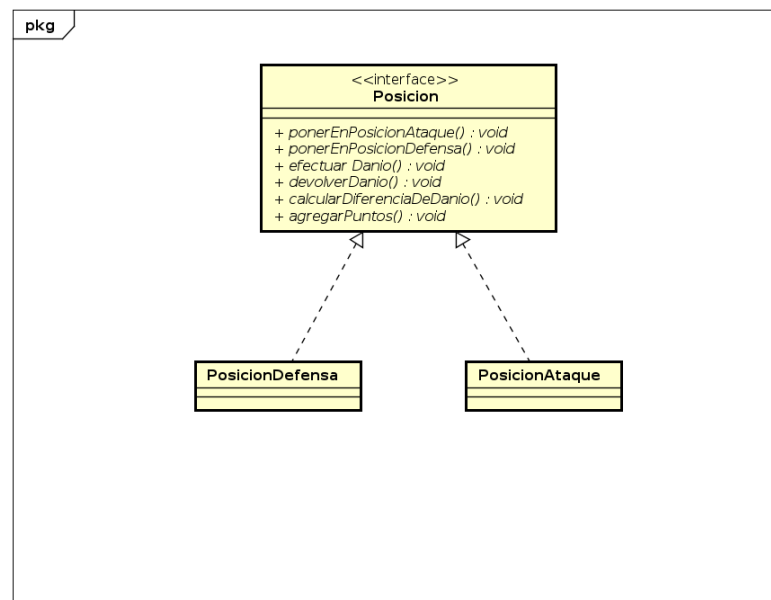 pkg
<<interface>>
Posicion
+ ponerEnPosicionAtaque() : void
+ ponerEnPosicionDefensa() : void
+ efectuar Danio() : void
+ devolverDanio() : void
+ calcularDiferenciaDeDanio() : void
+ agregarPuntos() : void
PosicionDefensa
PosicionAtaque